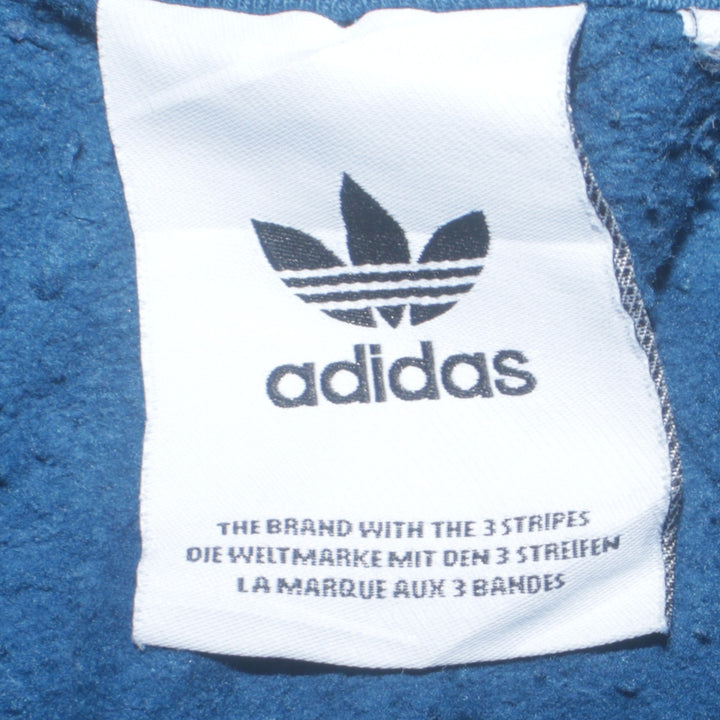 adidas
THE BRAND WITH THE 3 STRIPES
DIE WELTMARKE MIT DEN 3 STREIFEN
LA MARQUE AUX 3 BANDES